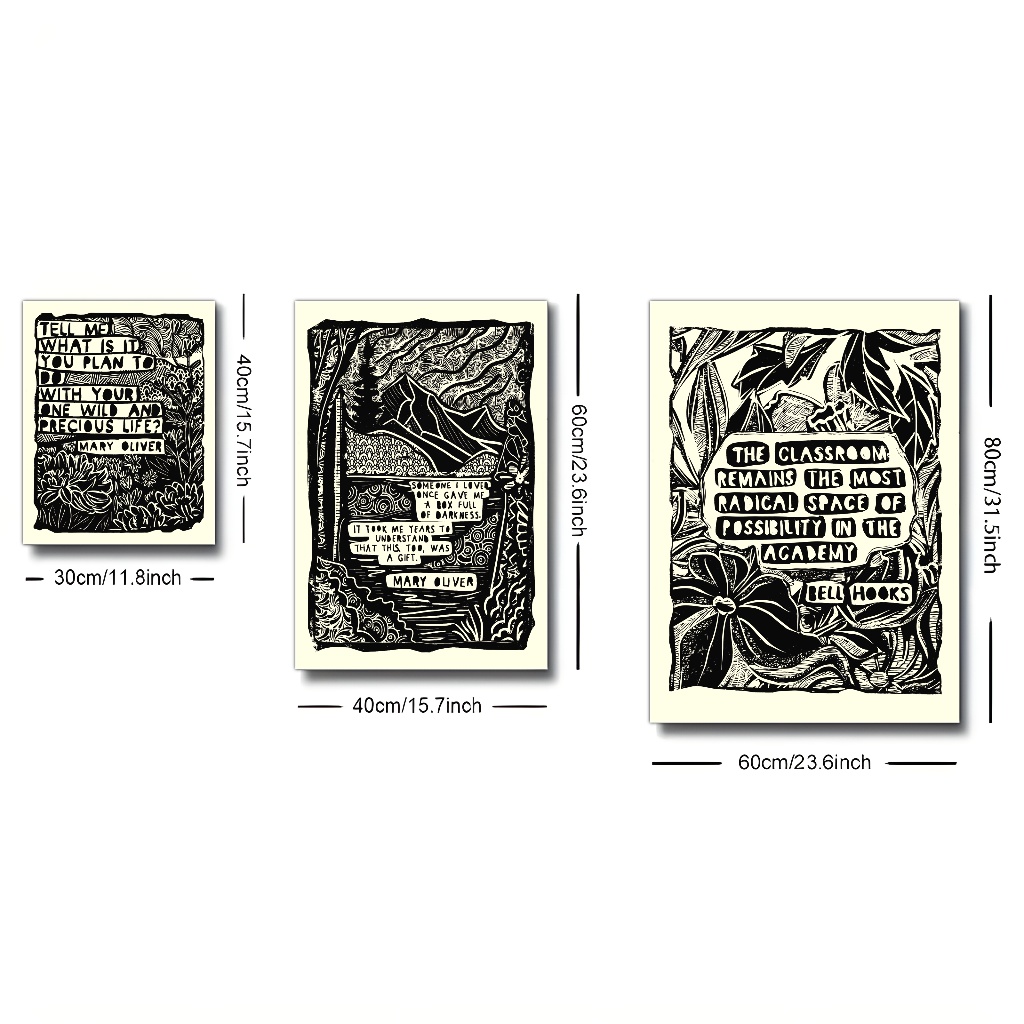 TELL ME
WHAT IS IT
YOU PLAN TO
DO
WITH YOUR
ONE WILD AND
PRECIOUS LIFE?
MARY OLIVER
40cm/15.7inch
30cm/11.8inch
SOMEONE I LOVED
ONCE GAVE ME
A BOX FULL
OF DARKNESS.
IT TOOK ME YEARS TO
UNDERSTAND
THAT THIS, TOO, WAS
A GIFT.
MARY OLIVER
60cm/23.6inch
40cm/15.7inch
THE CLASSROOM
REMAINS THE MOST
RADICAL SPACE OF
POSSIBILITY IN THE
ACADEMY
BELL HOOKS
80cm/31.5inch
60cm/23.6inch